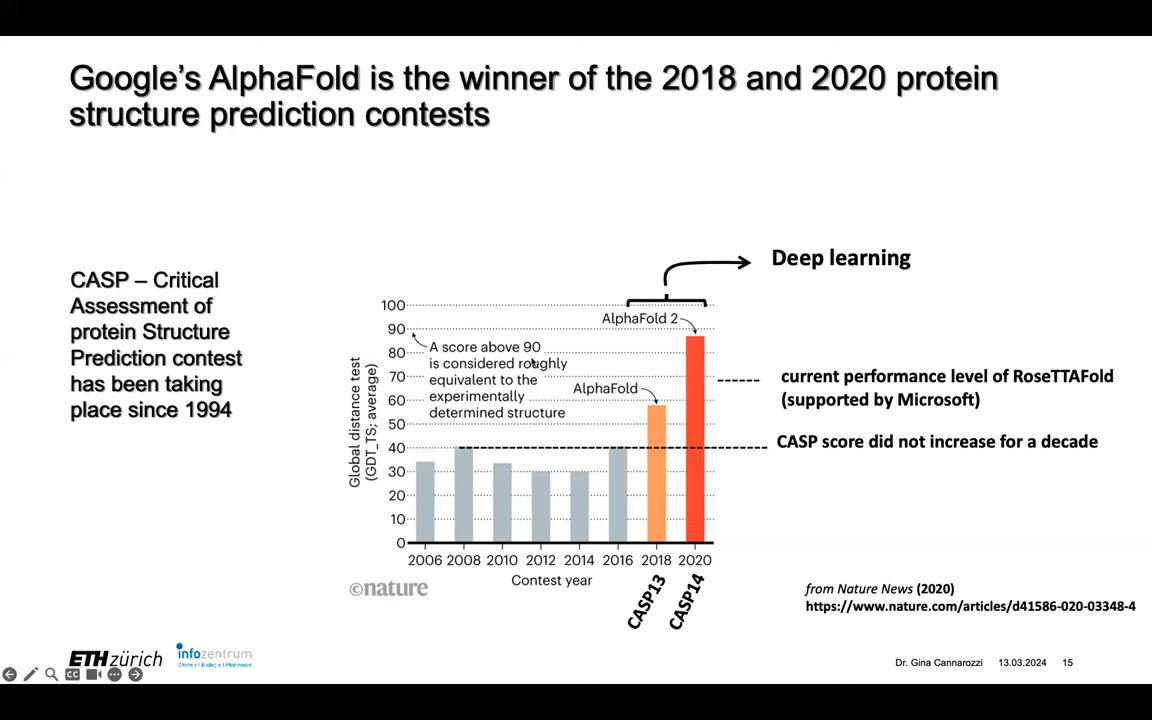 Google's AlphaFold is the winner of the 2018 and 2020 protein
structure prediction contests
CASP – Critical
Assessment of
protein Structure
Prediction contest
has been taking
place since 1994
Deep learning
100
90
80
70
60
50
40
30
20
10
0
Global distance test
(GDT_TS; average)
A score above 90
is considered roughly
equivalent to the
experimentally
determined structure
AlphaFold 2
AlphaFold
2006 2008 2010 2012 2014 2016 2018 2020
Contest year
CASP13
CASP14
©nature
current performance level of RoseTTAFold
(supported by Microsoft)
CASP score did not increase for a decade
from Nature News (2020)
https://www.nature.com/articles/d41586-020-03348-4
ETH zürich
infozentrum
Dr. Gina Cannarozzi 13.03.2024 15
CC